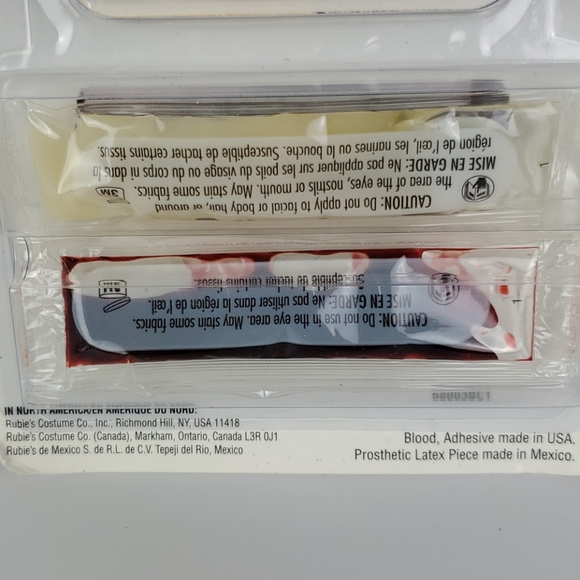 CAUTION: Do not apply to facial or body hair, or around
the area of the eyes, nostrils or mouth. May stain some fabrics.
MISE EN GARDE: Ne pas appliquer sur les poils du visage ou du corps ni dans la
région de l'œil, les narines ou la bouche. Susceptible de tacher certains tissus.
3M
CAUTION: Do not use in the eye area. May stain some fabrics.
MISE EN GARDE: Ne pas utiliser dans la région de l'œil.
Susceptible de tacher certains tissus.
IN NORTH AMERICA/EN AMÉRIQUE DU NORD:
Rubie's Costume Co., Inc., Richmond Hill, NY, USA 11418
Rubie's Costume Co. (Canada), Markham, Ontario, Canada L3R 0J1
Rubie's de Mexico S. de R.L. de C.V. Tepeji del Rio, Mexico
Blood, Adhesive made in USA.
Prosthetic Latex Piece made in Mexico.